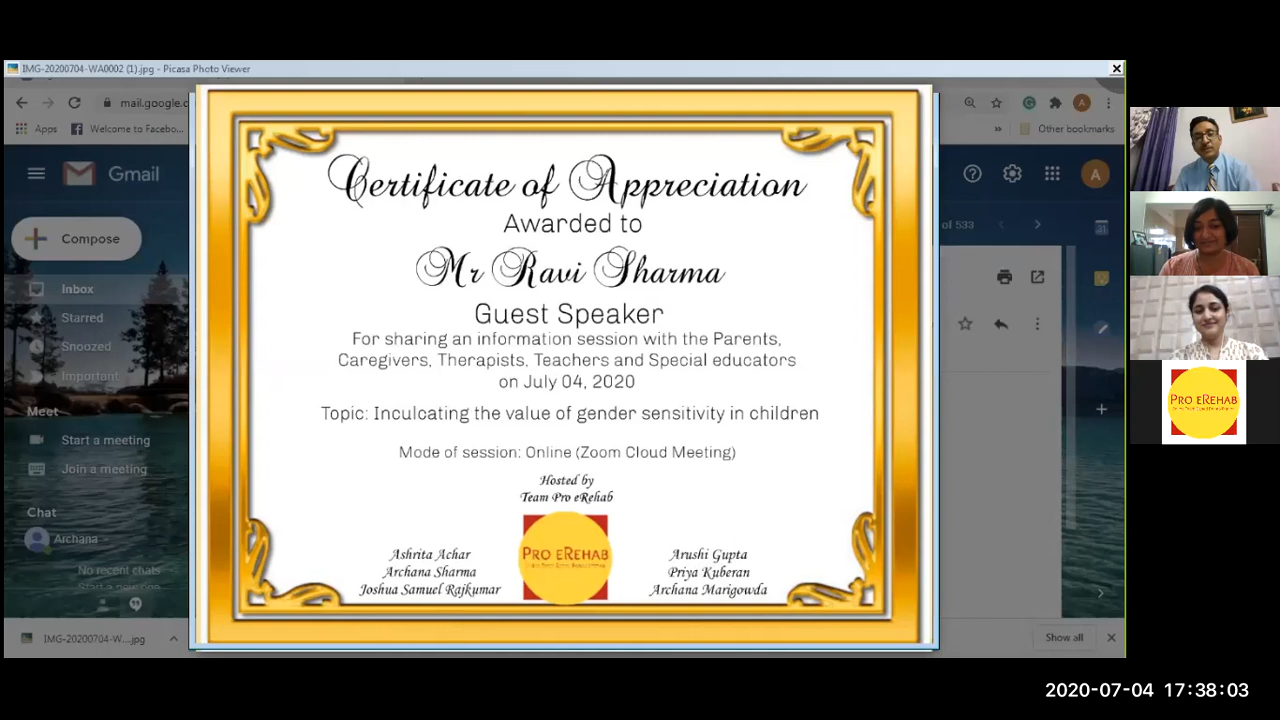 IMG-20200704-WA0002 (1).jpg - Picasa Photo Viewer
mail.google.c
Apps
Welcome to Facebo...
Other bookmarks
Gmail
Compose
Inbox
Starred
Snoozed
Important
Meet
Start a meeting
Join a meeting
Chat
Archana
No recent chats
Start a new one
of 533
A
A
31
Certificate of Appreciation
Awarded to
Mr Ravi Sharma
Guest Speaker
For sharing an information session with the Parents,
Caregivers, Therapists, Teachers and Special educators
on July 04, 2020
Topic: Inculcating the value of gender sensitivity in children
Mode of session: Online (Zoom Cloud Meeting)
Hosted by
Team Pro eRehab
Ashrita Achar
Archana Sharma
Joshua Samuel Rajkumar
PRO EREHAB
Arushi Gupta
Priya Kuberan
Archana Marigowda
IMG-20200704-W....jpg
Show all
PRO EREHAB
2020-07-04 17:38:03